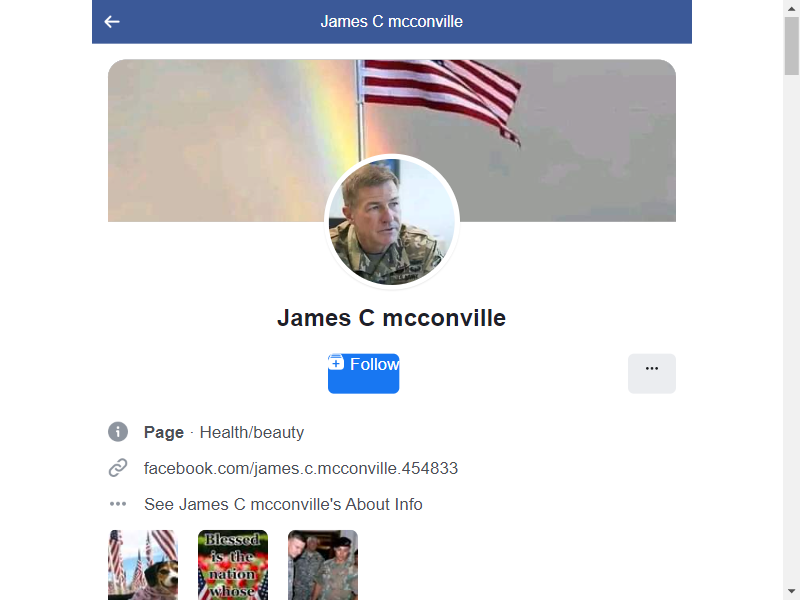 James C mcconville
James C mcconville
Follow
Page · Health/beauty
facebook.com/james.c.mcconville.454833
See James C mcconville's About Info
Blessed
is the
nation
whose